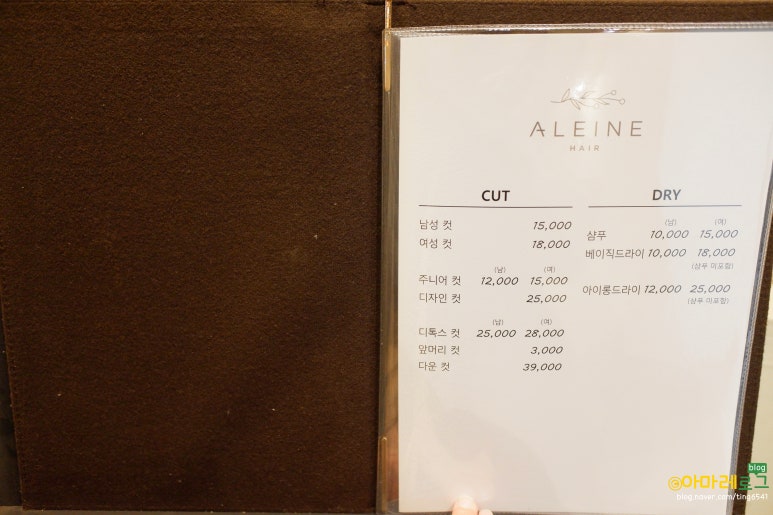 ALEINE
HAIR
CUT
남성 컷 15,000
여성 컷 18,000
(남) (여)
주니어 컷 12,000 15,000
디자인 컷 25,000
(남) (여)
디톡스 컷 25,000 28,000
앞머리 컷 3,000
다운 컷 39,000
DRY
(남) (여)
샴푸 10,000 15,000
베이직드라이 10,000 18,000
(샴푸 미포함)
아이롱드라이 12,000 25,000
(샴푸 미포함)
blog
@아마레로그
blog.naver.com/ting6541